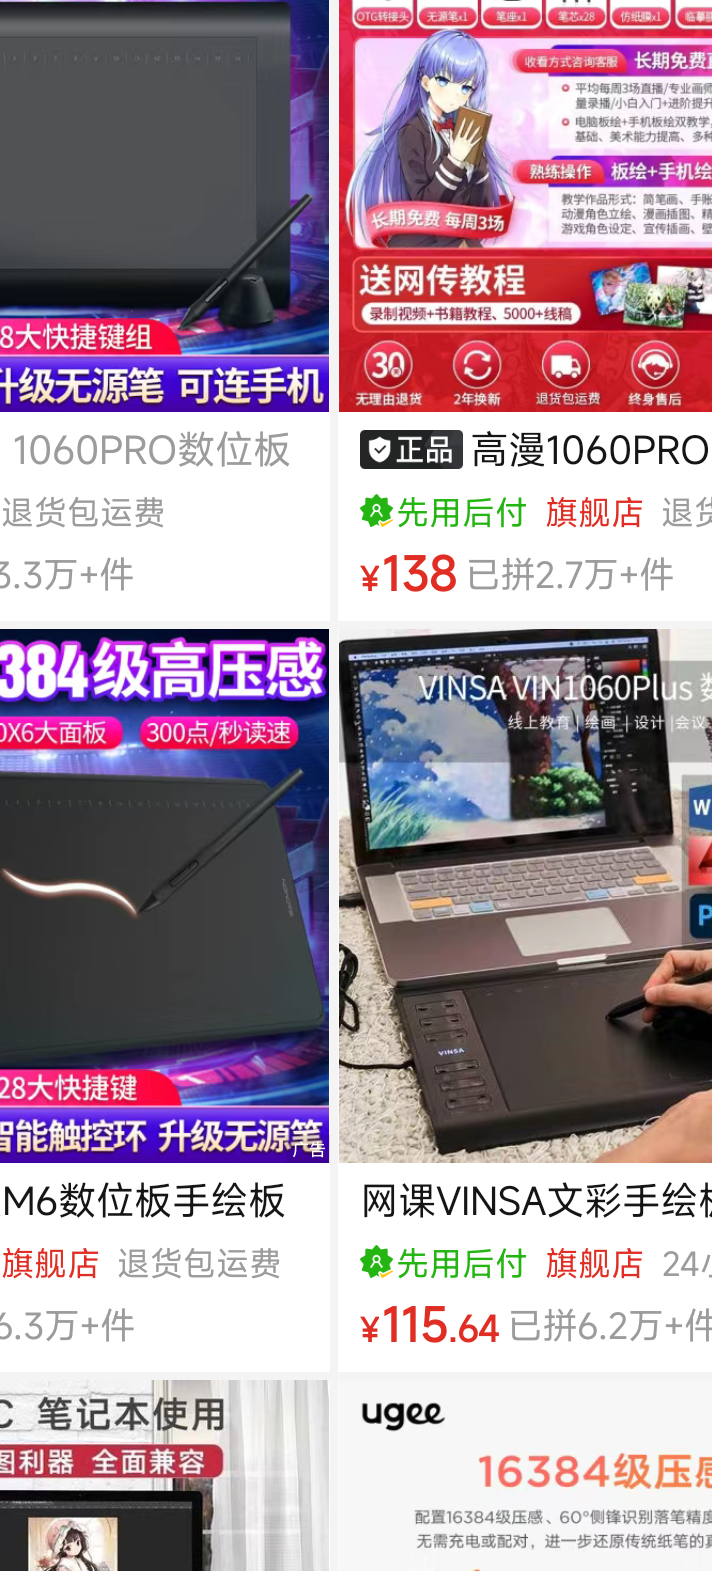 8大快捷键组
升级无源笔 可连手机
1060PRO数位板
退货包运费
3.3万+件
OTG转接头 无源笔x1 笔座x1 笔芯x28 仿纸膜x1
收看方式咨询客服 长期免费
平均每周3场直播/专业画师
量录播/小白入门+进阶提升
电脑板绘+手机板绘双教学,
基础、美术能力提高、多种
熟练操作 板绘+手机绘
教学作品形式：简笔画、手账
动漫角色立绘、漫画插图、精
游戏角色设定、宣传插画、壁
长期免费 每周3场
送网传教程
录制视频+书籍教程、5000+线稿
30天
无理由退货 2年换新 退货包运费 终身售后
正品 高漫1060PRO
先用后付 旗舰店 退货
¥138 已拼2.7万+件
384级高压感
0X6大面板 300点/秒读速
28大快捷键
智能触控环 升级无源笔
广告
M6数位板手绘板
旗舰店 退货包运费
6.3万+件
VINSA VIN1060Plus 数
线上教育 | 绘画 | 设计 |会议
W
P
VINSA
网课VINSA文彩手绘板
先用后付 旗舰店 24小
¥115.64 已拼6.2万+件
C 笔记本使用
图利器 全面兼容
ugee
16384级压感
配置16384级压感、60°侧锋识别落笔精度
无需充电或配对，进一步还原传统纸笔的真